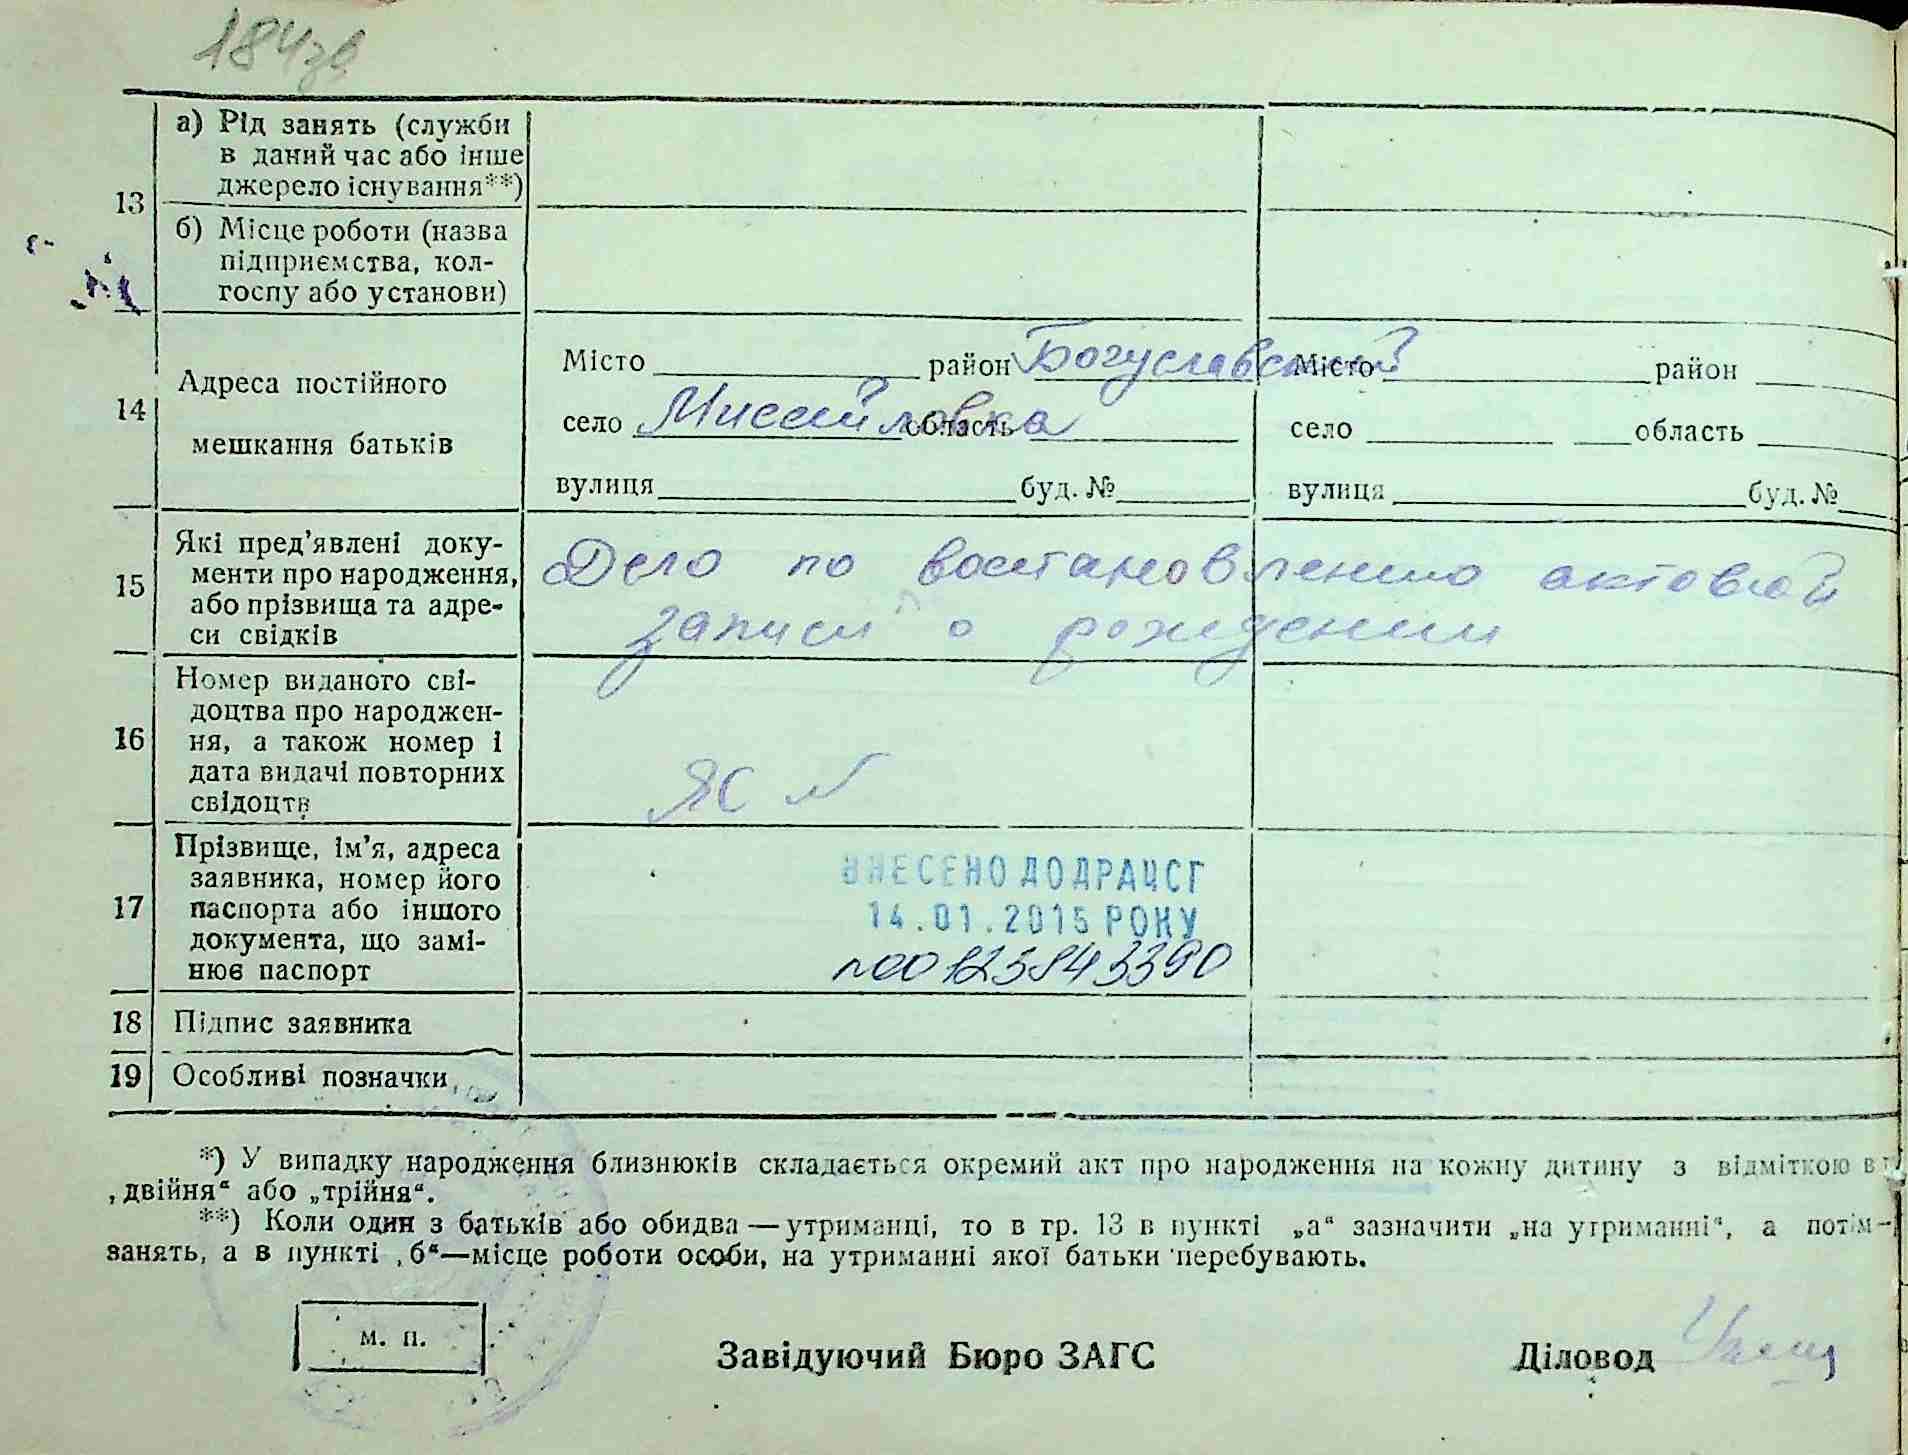 184зв
13
а) Рід занять (служби
в даний час або інше
джерело існування**)
б) Місце роботи (назва
підприємства, кол-
госпу або установи)
14
Адреса постійного
мешкання батьків
Місто район Богуславский Місто район
село Мисайловка область село область
вулиця буд. № вулиця буд. №
15
Які пред’явлені доку-
менти про народження,
або прізвища та адре-
си свідків
Дело по востановлению актовой
записи о рождении
16
Номер виданого сві-
доцтва про народжен-
ня, а також номер і
дата видачі повторних
свідоцтв
ЯС №
17
Прізвище, ім’я, адреса
заявника, номер його
паспорта або іншого
документа, що замі-
нює паспорт
ВНЕСЕНО ДО ДРАЦСГ
14.01.2015 РОКУ
18 Підпис заявника
19 Особливі позначки
*) У випадку народження близнюків складається окремий акт про народження на кожну дитину з відміткою в
„двійня“ або „трійня“.
**) Коли один з батьків або обидва — утриманці, то в гр. 13 в пункті „а“ зазначити „на утриманні“, а потім —
занять, а в пункті „б“ — місце роботи особи, на утриманні якої батьки перебувають.
м. п.
Завідуючий Бюро ЗАГС Діловод